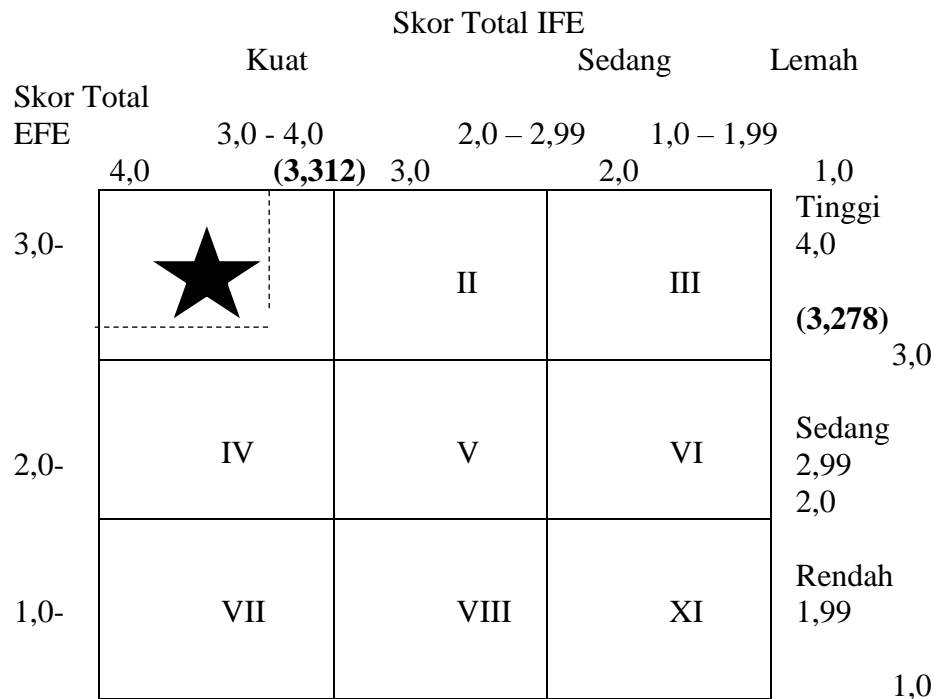 Skor Total IFE
Kuat Sedang Lemah
Skor Total
EFE 3,0 - 4,0 2,0 – 2,99 1,0 – 1,99
4,0 (3,312) 3,0 2,0 1,0
Tinggi
3,0- 4,0
II III
(3,278)
3,0
Sedang
IV V VI
2,0- 2,99
2,0
Rendah
1,0- VII VIII XI 1,99
1,0